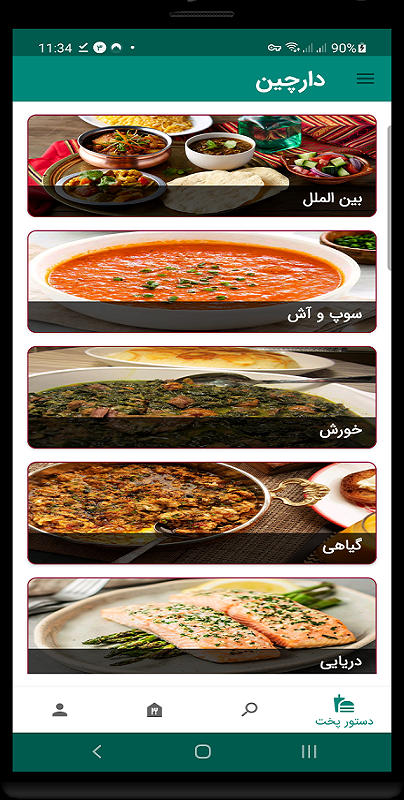 11:34
90%
دارچین
بین الملل
سوپ و آش
خورش
گیاهی
دریایی
دستور پخت